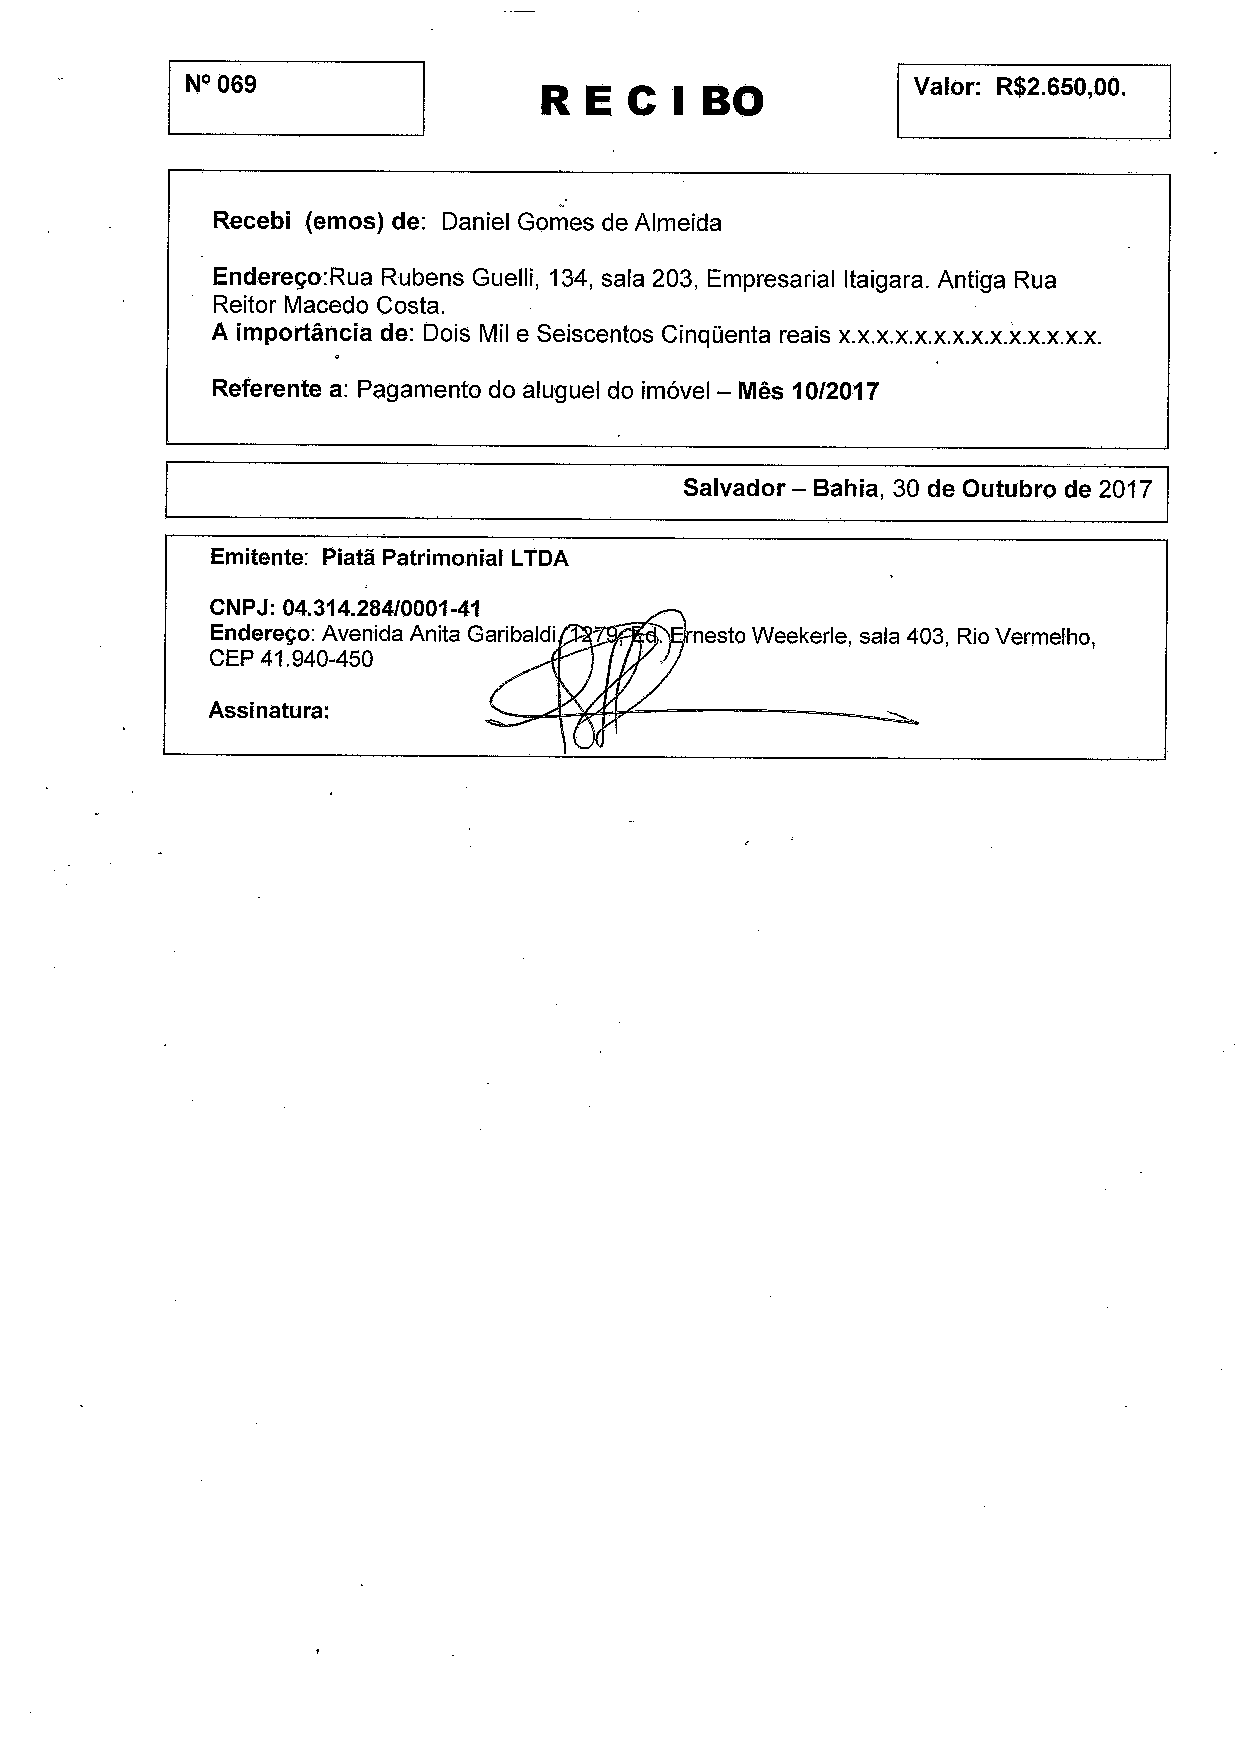 Nº 069
R E C I BO
Valor: R$2.650,00.
Recebi (emos) de: Daniel Gomes de Almeida
Endereço:Rua Rubens Guelli, 134, sala 203, Empresarial Itaigara. Antiga Rua
Reitor Macedo Costa.
A importância de: Dois Mil e Seiscentos Cinqüenta reais x.x.x.x.x.x.x.x.x.x.x.x.x.x.
Referente a: Pagamento do aluguel do imóvel – Mês 10/2017
Salvador – Bahia, 30 de Outubro de 2017
Emitente: Piatã Patrimonial LTDA
CNPJ: 04.314.284/0001-41
Endereço: Avenida Anita Garibaldi, 1279, Ed. Ernesto Weekerle, sala 403, Rio Vermelho,
CEP 41.940-450
Assinatura: